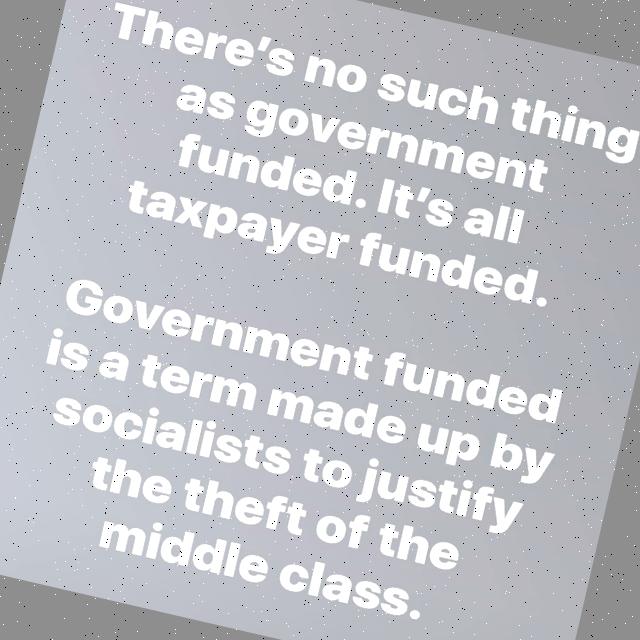 There's no such thing
as government
funded. It's all
taxpayer funded.
Government funded
is a term made up by
socialists to justify
the theft of the
middle class.